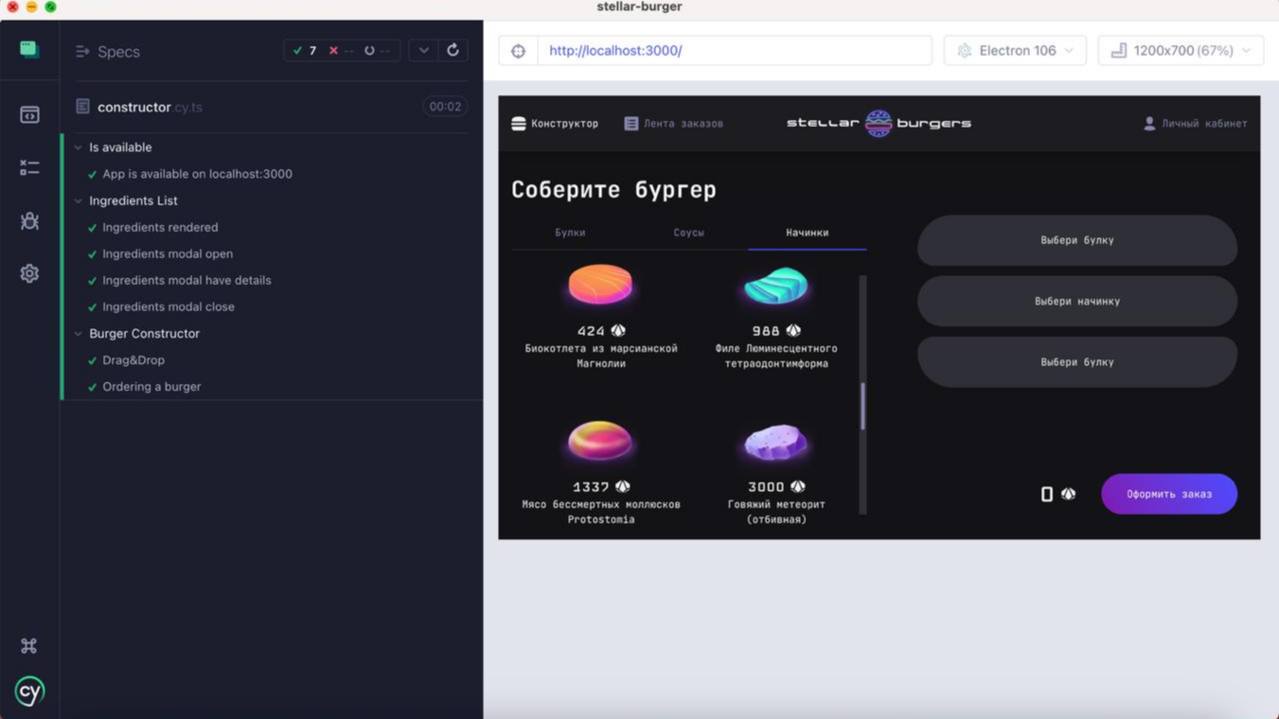 stellar-burger
Specs
7 -- --
http://localhost:3000/
Electron 106
1200x700 (67%)
constructor cy.ts
00:02
Is available
App is available on localhost:3000
Ingredients List
Ingredients rendered
Ingredients modal open
Ingredients modal have details
Ingredients modal close
Burger Constructor
Drag&Drop
Ordering a burger
cy
Конструктор
Лента заказов
stellar burgers
Личный кабинет
Соберите бургер
Булки
Соусы
Начинки
424
Биокотлета из марсианской
Магнолии
988
Филе Люминесцентного
тетраодонтимформа
1337
Мясо бессмертных моллюсков
Protostomia
3000
Говяжий метеорит
(отбивная)
Выбери булку
Выбери начинку
Выбери булку
0
Оформить заказ